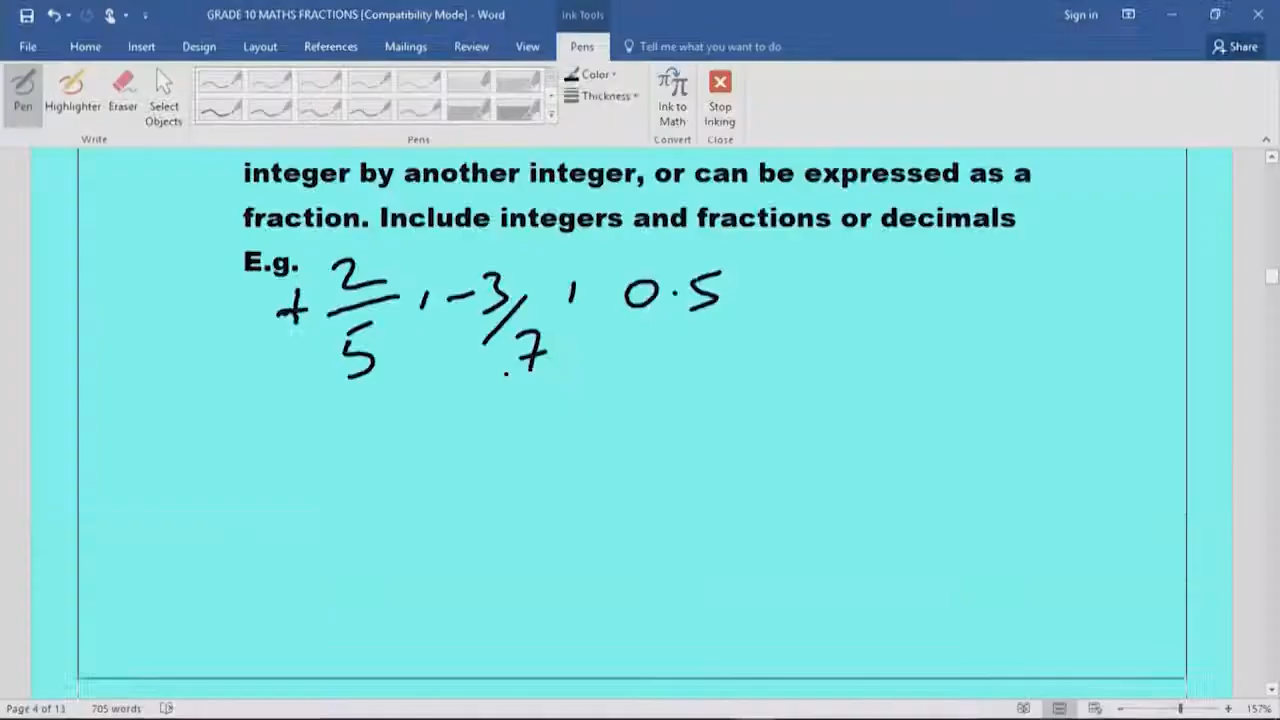 GRADE 10 MATHS FRACTIONS [Compatibility Mode] - Word
Ink Tools
Sign in
File Home Insert Design Layout References Mailings Review View Pens Tell me what you want to do Share
Pen Highlighter Eraser Select Objects
Color
Thickness
Ink to Math
Stop Inking
Write Pens Convert Close
integer by another integer, or can be expressed as a
fraction. Include integers and fractions or decimals
E.g.
+ 2/5 , -3/7 , 0.5
Page 4 of 13 705 words 157%